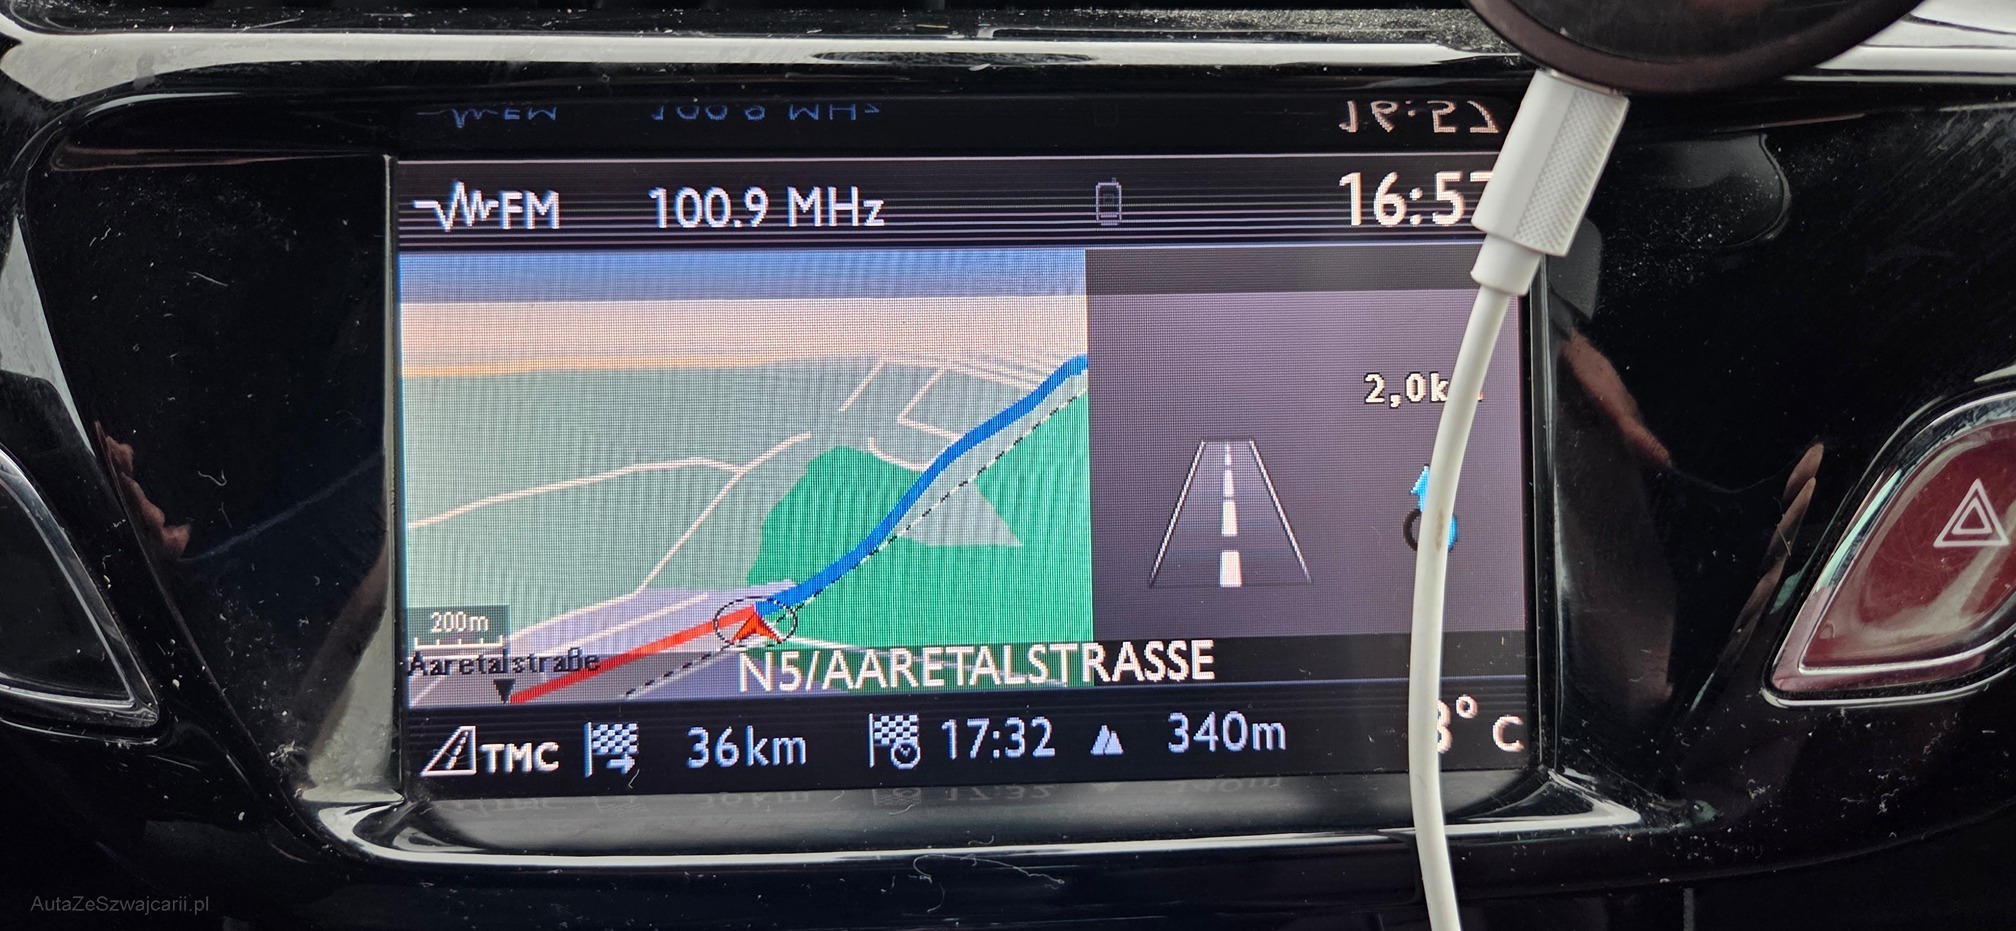 FM 100.9 MHz 16:57
2,0k
200m
Aaretalstraße
N5/AARETALSTRASSE
TMC 36km 17:32 340m ° C
AutaZeSzwajcarii.pl